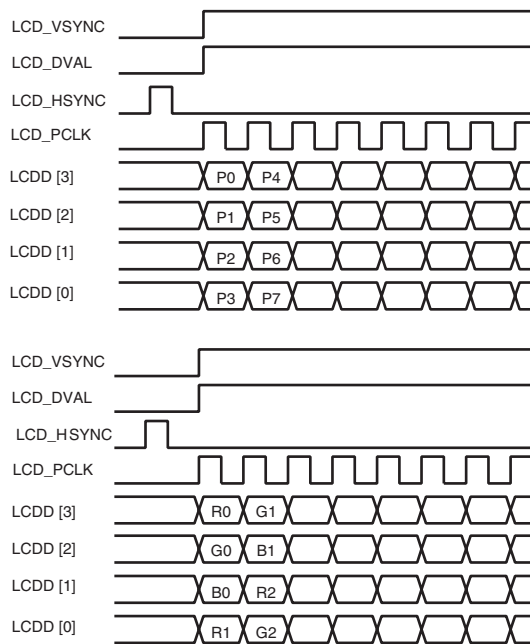 LCD_VSYNC
LCD_DVAL
LCD_HSYNC
LCD_PCLK
LCDD [3] P0 P4
LCDD [2] P1 P5
LCDD [1] P2 P6
LCDD [0] P3 P7
LCD_VSYNC
LCD_DVAL
LCD_HSYNC
LCD_PCLK
LCDD [3] R0 G1
LCDD [2] G0 B1
LCDD [1] B0 R2
LCDD [0] R1 G2